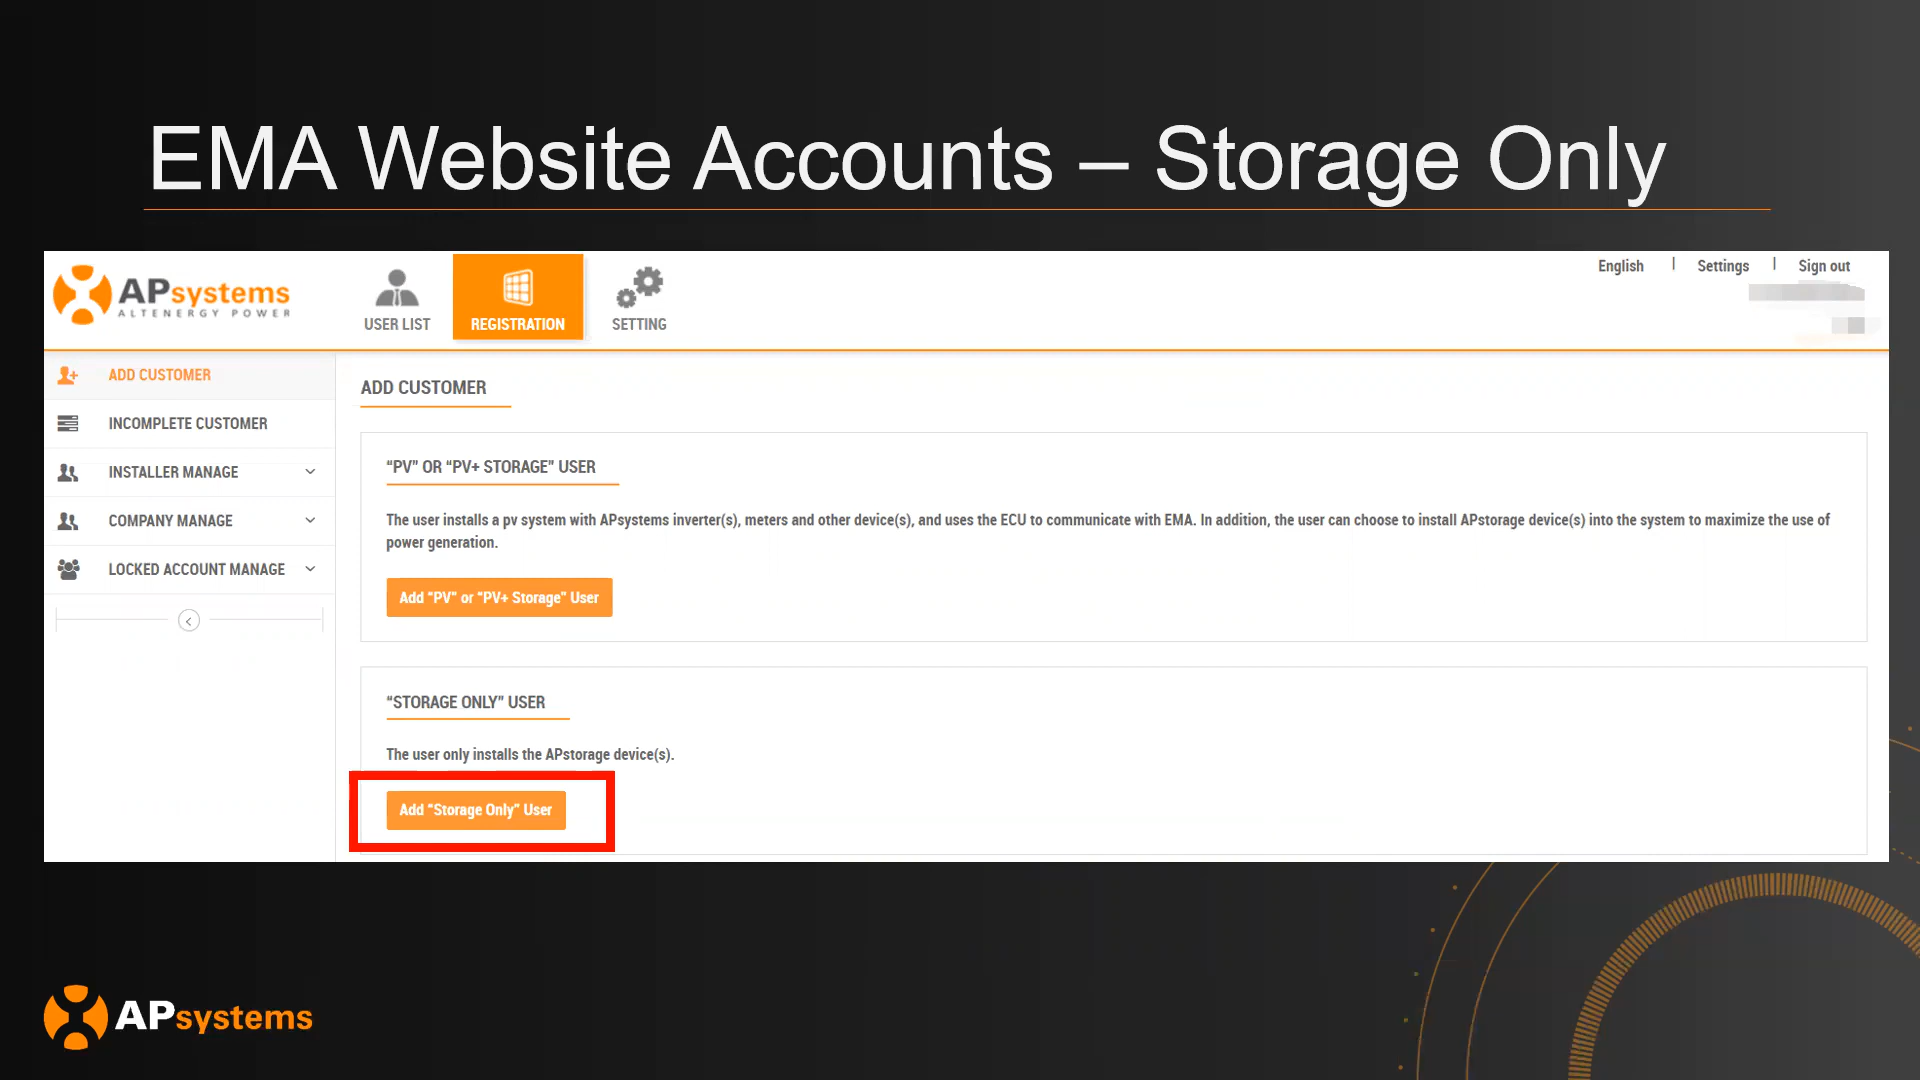 EMA Website Accounts – Storage Only
APsystems
ALTENERGY POWER
USER LIST
REGISTRATION
SETTING
English | Settings | Sign out
ADD CUSTOMER
INCOMPLETE CUSTOMER
INSTALLER MANAGE
COMPANY MANAGE
LOCKED ACCOUNT MANAGE
ADD CUSTOMER
“PV” OR “PV+ STORAGE” USER
The user installs a pv system with APsystems inverter(s), meters and other device(s), and uses the ECU to communicate with EMA. In addition, the user can choose to install APstorage device(s) into the system to maximize the use of
power generation.
Add “PV” or “PV+ Storage” User
“STORAGE ONLY” USER
The user only installs the APstorage device(s).
Add “Storage Only” User
APsystems